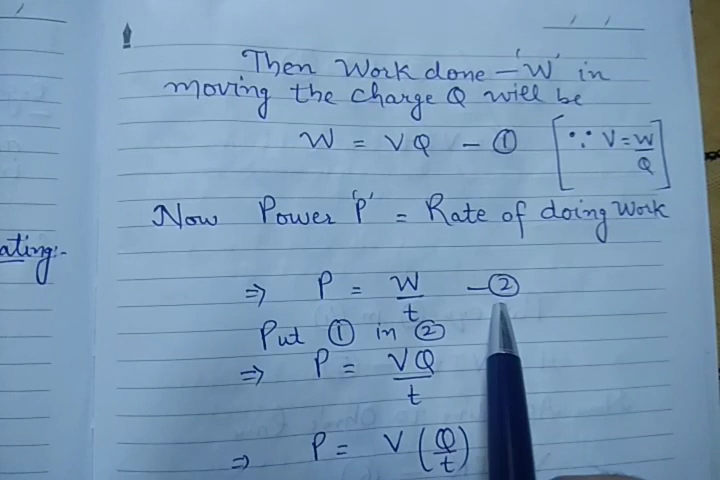 Then Work done - 'W' in
moving the charge Q will be
W = VQ - ① [∵ V = W/Q]
Now Power 'P' = Rate of doing Work
ating:-
⇒ P = W/t - ②
Put ① in ②
⇒ P = VQ/t
⇒ P = V (Q/t)